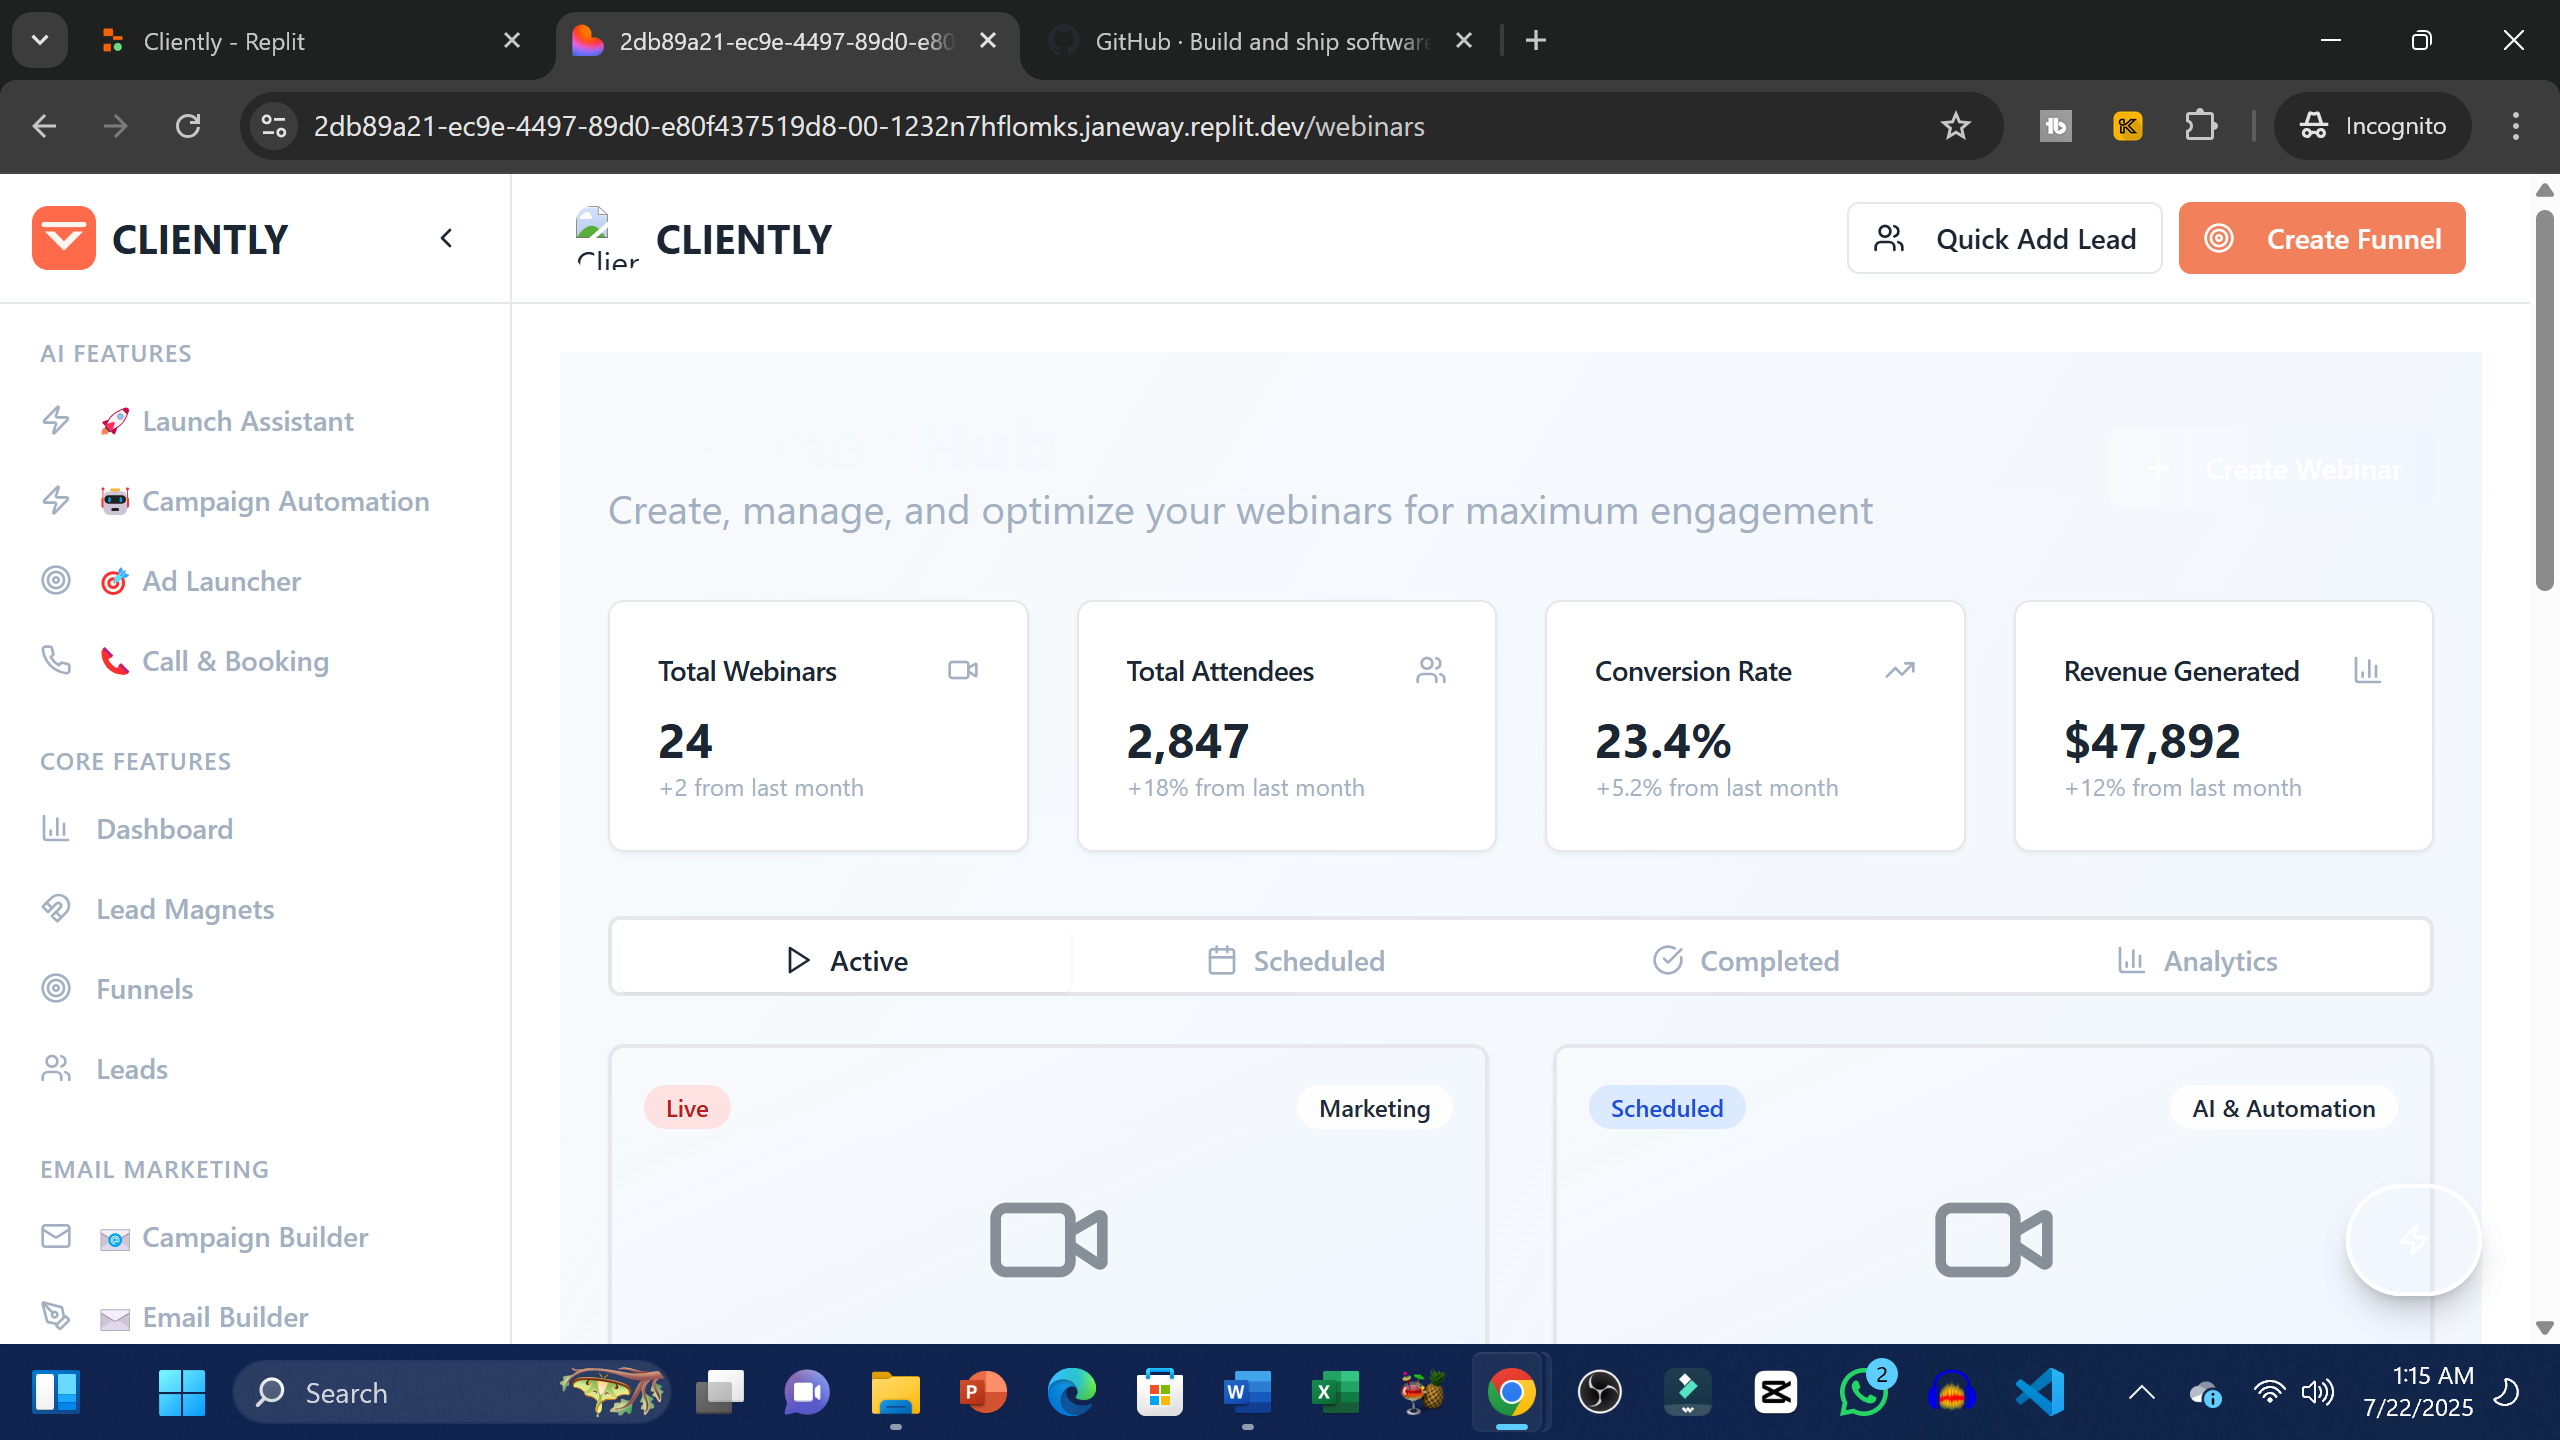 Cliently - Replit
2db89a21-ec9e-4497-89d0-e80
GitHub · Build and ship software
2db89a21-ec9e-4497-89d0-e80f437519d8-00-1232n7hflomks.janeway.replit.dev/webinars
Incognito
CLIENTLY
Clier
CLIENTLY
Quick Add Lead
Create Funnel
AI FEATURES
Launch Assistant
Campaign Automation
Ad Launcher
Call & Booking
CORE FEATURES
Dashboard
Lead Magnets
Funnels
Leads
EMAIL MARKETING
Campaign Builder
Email Builder
Create Webinar
Create, manage, and optimize your webinars for maximum engagement
Total Webinars
24
+2 from last month
Total Attendees
2,847
+18% from last month
Conversion Rate
23.4%
+5.2% from last month
Revenue Generated
$47,892
+12% from last month
Active
Scheduled
Completed
Analytics
Live
Marketing
Scheduled
AI & Automation
Search
2
1:15 AM
7/22/2025